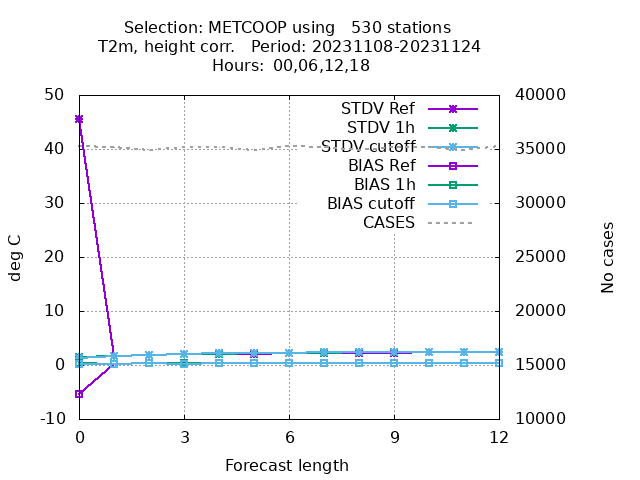 Selection: METCOOP using   530 stations
T2m, height corr.   Period: 20231108-20231124
Hours:  00,06,12,18
50
40
30
20
10
0
-10
deg C
40000
35000
30000
25000
20000
15000
10000
No cases
STDV Ref
STDV 1h
STDV cutoff
BIAS Ref
BIAS 1h
BIAS cutoff
CASES
0 3 6 9 12
Forecast length